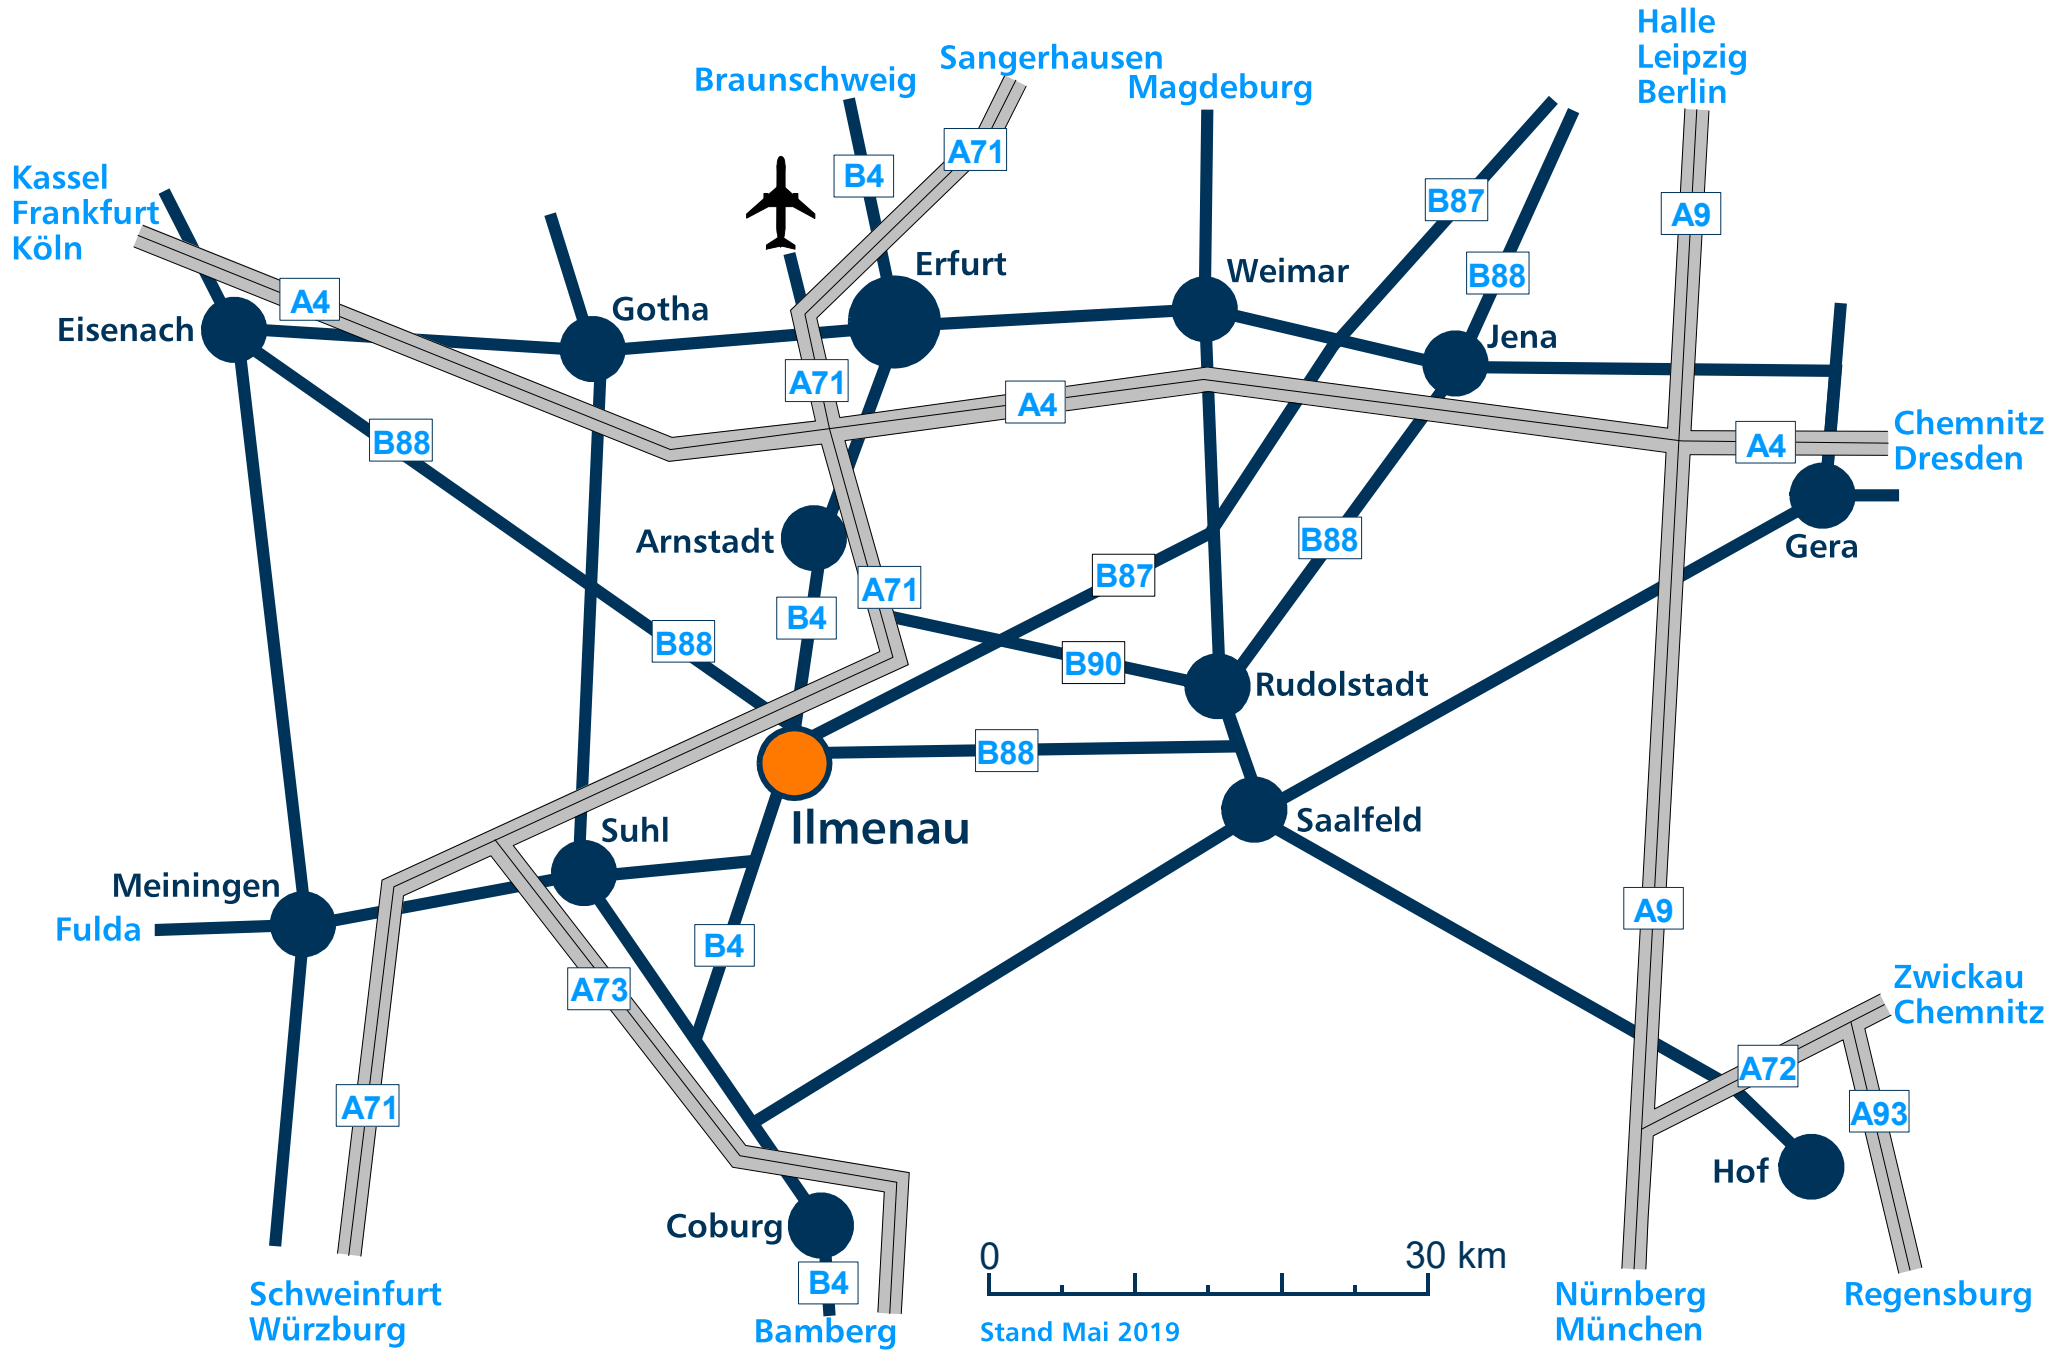 Halle
Leipzig
Berlin
Sangerhausen
Braunschweig
Magdeburg
A71
B4
Kassel
Frankfurt
Köln
B87
A9
Erfurt
Weimar
B88
A4
Gotha
Eisenach
Jena
A71
A4
B88
Chemnitz
Dresden
A4
Arnstadt
B88
Gera
B87
A71
B4
B88
B90
Rudolstadt
B88
Ilmenau
Suhl
Saalfeld
Meiningen
Fulda
A9
B4
A73
Zwickau
Chemnitz
A72
A71
A93
Hof
Coburg
0
30 km
B4
Schweinfurt
Würzburg
Bamberg
Stand Mai 2019
Nürnberg
München
Regensburg